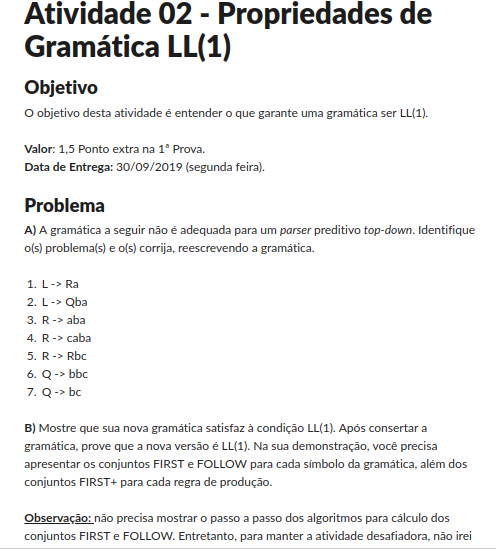 Atividade 02 - Propriedades de
Gramática LL(1)
Objetivo
O objetivo desta atividade é entender o que garante uma gramática ser LL(1).
Valor: 1,5 Ponto extra na 1ª Prova.
Data de Entrega: 30/09/2019 (segunda feira).
Problema
A) A gramática a seguir não é adequada para um parser preditivo top-down. Identifique
o(s) problema(s) e o(s) corrija, reescrevendo a gramática.
1. L -> Ra
2. L -> Qba
3. R -> aba
4. R -> caba
5. R -> Rbc
6. Q -> bbc
7. Q -> bc
B) Mostre que sua nova gramática satisfaz à condição LL(1). Após consertar a
gramática, prove que a nova versão é LL(1). Na sua demonstração, você precisa
apresentar os conjuntos FIRST e FOLLOW para cada símbolo da gramática, além dos
conjuntos FIRST+ para cada regra de produção.
Observação: não precisa mostrar o passo a passo dos algoritmos para cálculo dos
conjuntos FIRST e FOLLOW. Entretanto, para manter a atividade desafiadora, não irei